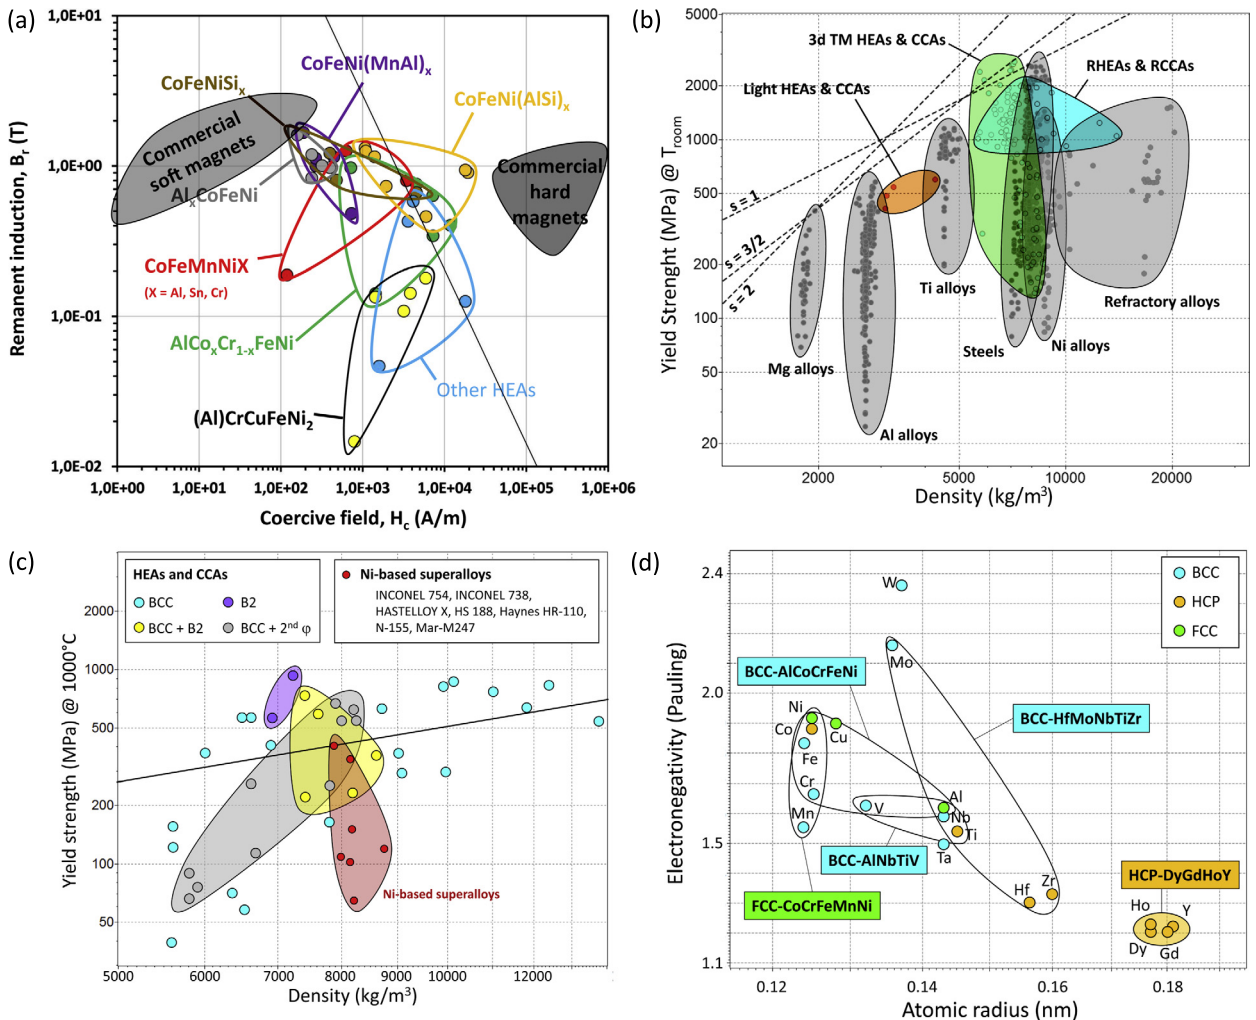 (a)
1,0E+01
1,0E+00
1,0E-01
1,0E-02
Remanent induction, Bᵣ (T)
CoFeNi(MnAl)ₓ
CoFeNiSiₓ
CoFeNi(AlSi)ₓ
Commercial
soft magnets
AlₓCoFeNi
Commercial
hard
magnets
CoFeMnNiX
(X = Al, Sn, Cr)
AlCoₓCr₁₋ₓFeNi
Other HEAs
(Al)CrCuFeNi₂
1,0E+00
1,0E+01
1,0E+02
1,0E+03
1,0E+04
1,0E+05
1,0E+06
Coercive field, H_c (A/m)
(b)
5000
2000
1000
500
200
100
50
20
Yield Strenght (MPa) @ T_room
3d TM HEAs & CCAs
RHEAs & RCCAs
Light HEAs & CCAs
s = 1
s = 3/2
s = 2
Ti alloys
Refractory alloys
Steels
Ni alloys
Mg alloys
Al alloys
2000
5000
10000
20000
Density (kg/m³)
(c)
2000
1000
500
200
100
50
Yield strength (MPa) @ 1000°C
HEAs and CCAs
BCC
B2
BCC + B2
BCC + 2ⁿᵈ φ
Ni-based superalloys
INCONEL 754, INCONEL 738,
HASTELLOY X, HS 188, Haynes HR-110,
N-155, Mar-M247
Ni-based superalloys
5000
6000
7000
8000
9000
10000
12000
Density (kg/m³)
(d)
2.4
2.0
1.5
1.1
Electronegativity (Pauling)
BCC
HCP
FCC
W
Mo
BCC-AlCoCrFeNi
BCC-HfMoNbTiZr
Ni
Co
Cu
Fe
Cr
Mn
V
Al
Nb
Ti
Ta
BCC-AlNbTiV
FCC-CoCrFeMnNi
Hf
Zr
HCP-DyGdHoY
Ho
Y
Dy
Gd
0.12
0.14
0.16
0.18
Atomic radius (nm)